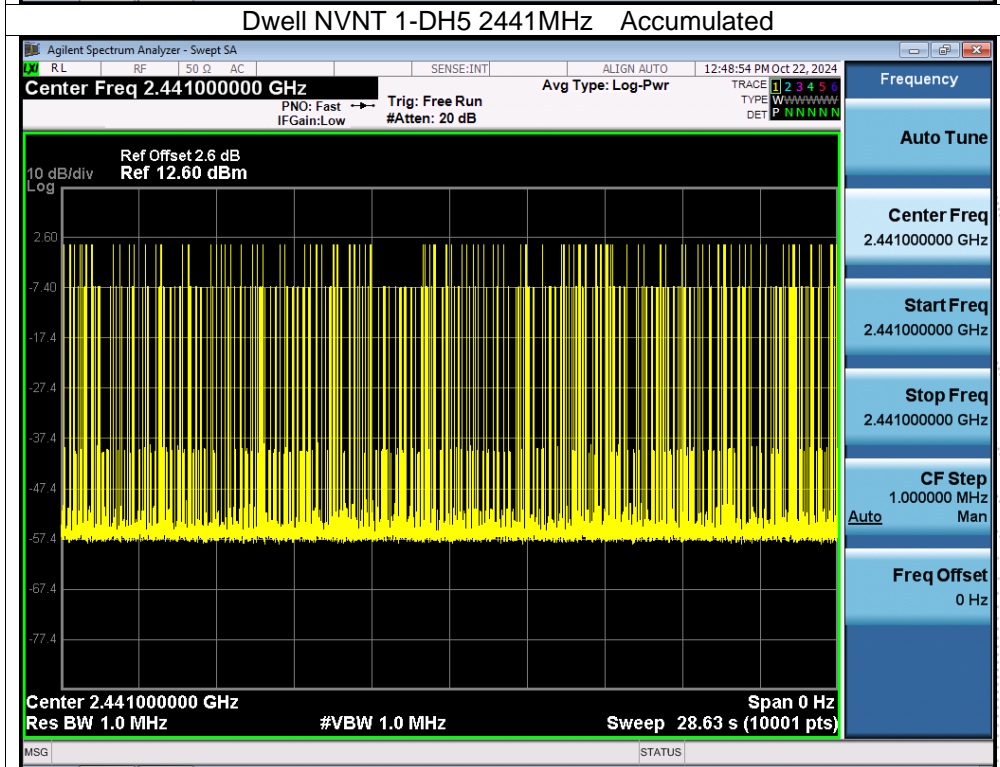 Dwell NVNT 1-DH5 2441MHz Accumulated
Agilent Spectrum Analyzer - Swept SA
LXI RL RF 50 Ω AC SENSE:INT ALIGN AUTO 12:48:54 PM Oct 22, 2024
Center Freq 2.441000000 GHz
PNO: Fast
IFGain:Low
Trig: Free Run
#Atten: 20 dB
Avg Type: Log-Pwr
TRACE 1 2 3 4 5 6
TYPE WWWWWW
DET P N N N N N
Ref Offset 2.6 dB
10 dB/div Ref 12.60 dBm
Log
2.60
-7.40
-17.4
-27.4
-37.4
-47.4
-57.4
-67.4
-77.4
Center 2.441000000 GHz Span 0 Hz
Res BW 1.0 MHz #VBW 1.0 MHz Sweep 28.63 s (10001 pts)
MSG STATUS
Frequency
Auto Tune
Center Freq
2.441000000 GHz
Start Freq
2.441000000 GHz
Stop Freq
2.441000000 GHz
CF Step
1.000000 MHz
Auto Man
Freq Offset
0 Hz